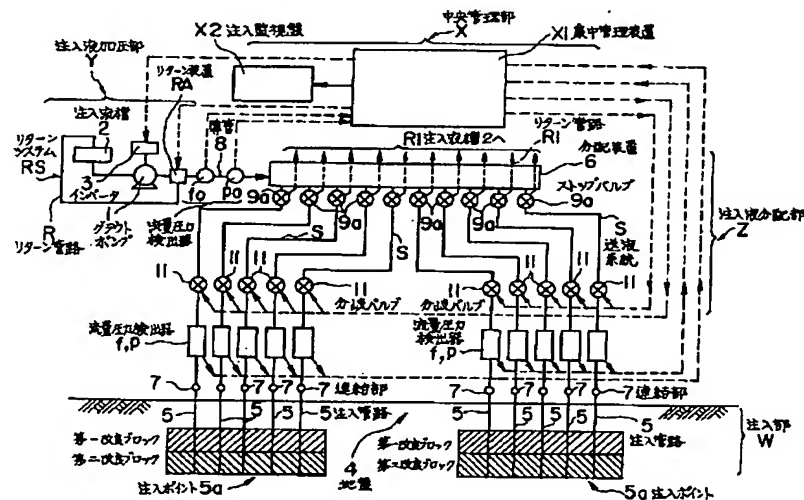 中央管理部
X
X2 注入監視盤
X1 集中管理装置
注入液加圧部
Y
リターン装置
RA
注入液槽
2
導管
8
R1 注入液槽2へ
リターン管路
R1
分配装置
6
リターン
システム
RS
3
インバータ
fo
Po
9a
9a
9a
ストップバルブ
9a
R
リターン管路
1
グラウト
ポンプ
流量圧力
検出器
S
S
S
送液
系統
注入液分配部
Z
11
11
11
11
11
11
分岐バルブ
分岐バルブ
流量圧力検出器
f,P
流量圧力
検出器
f,P
7
7
7
7
連結部
7
7
7
7
連結部
5
5
5
5
注入管路
5
5
5
5
5
注入管路
注入部
W
第一改良ブロック
第二改良ブロック
第一改良ブロック
第二改良ブロック
4
地盤
注入ポイント5a
5a 注入ポイント